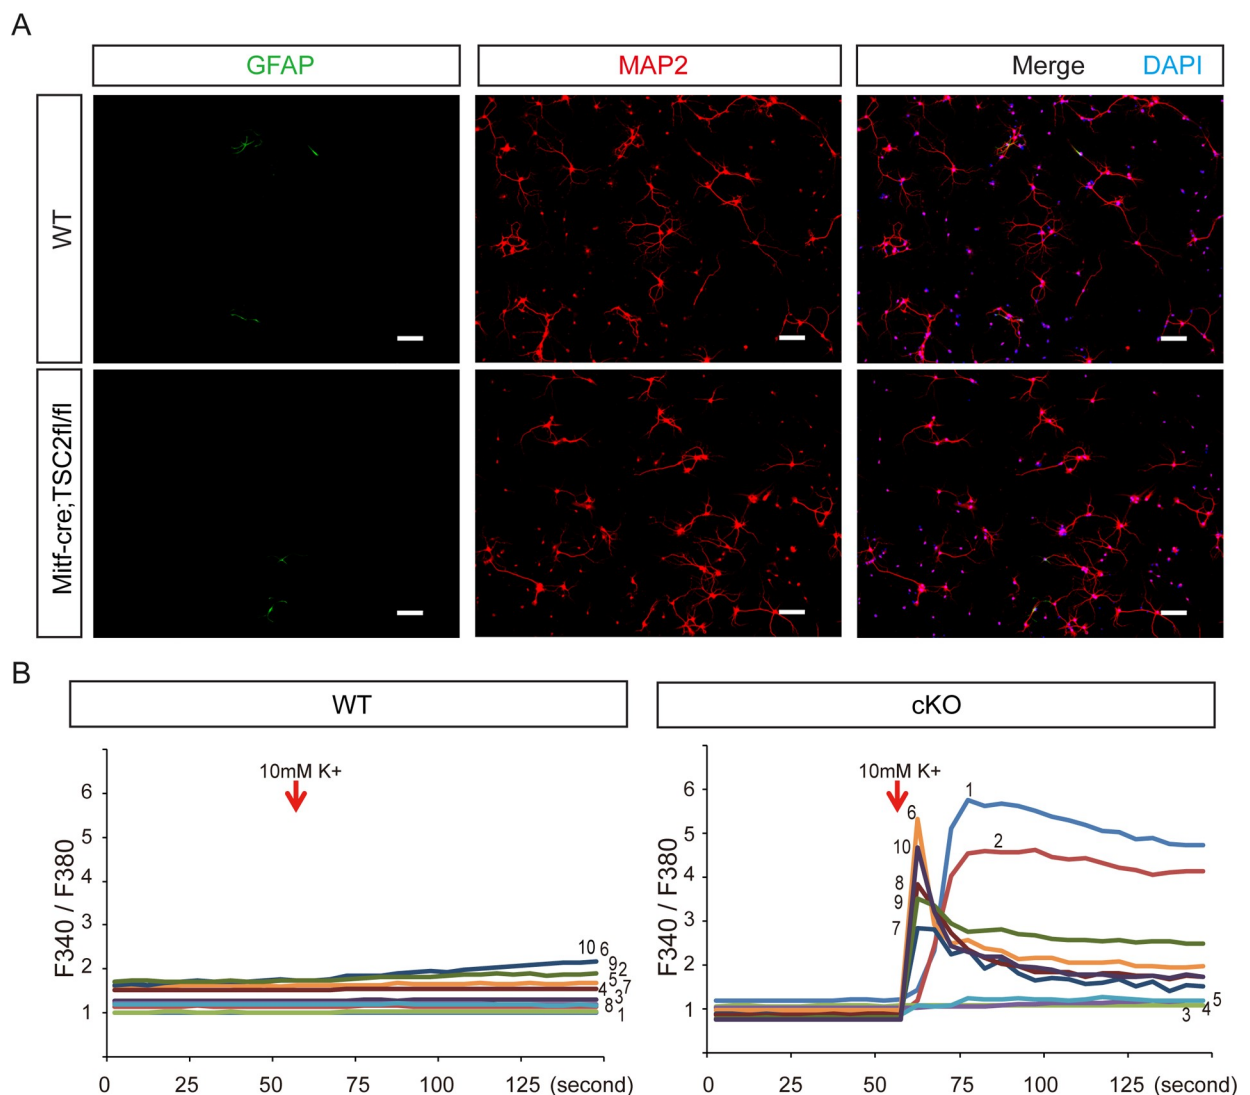 A
GFAP
MAP2
Merge DAPI
WT
Mitf-cre;TSC2fl/fl
B
WT
cKO
10mM K+
F340 / F380
6
5
4
3
2
1
10 6
9 2
5 7
4 3
8 1
0 25 50 75 100 125 (second)
10mM K+
F340 / F380
6
5
4
3
2
1
1
2
6
10
8
9
7
5
4
3
0 25 50 75 100 125 (second)